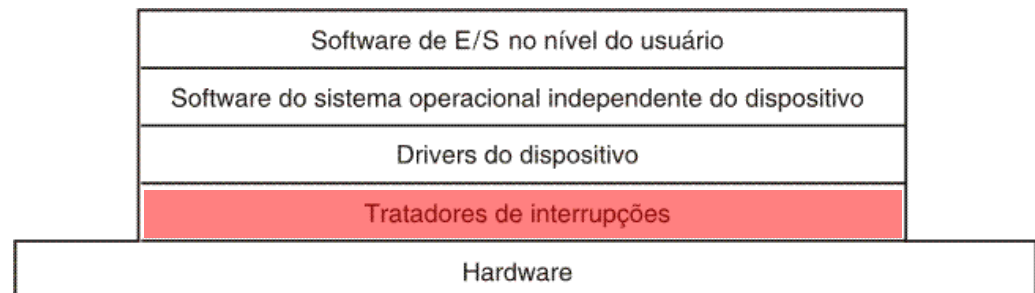 Software de E/S no nível do usuário
Software do sistema operacional independente do dispositivo
Drivers do dispositivo
Tratadores de interrupções
Hardware